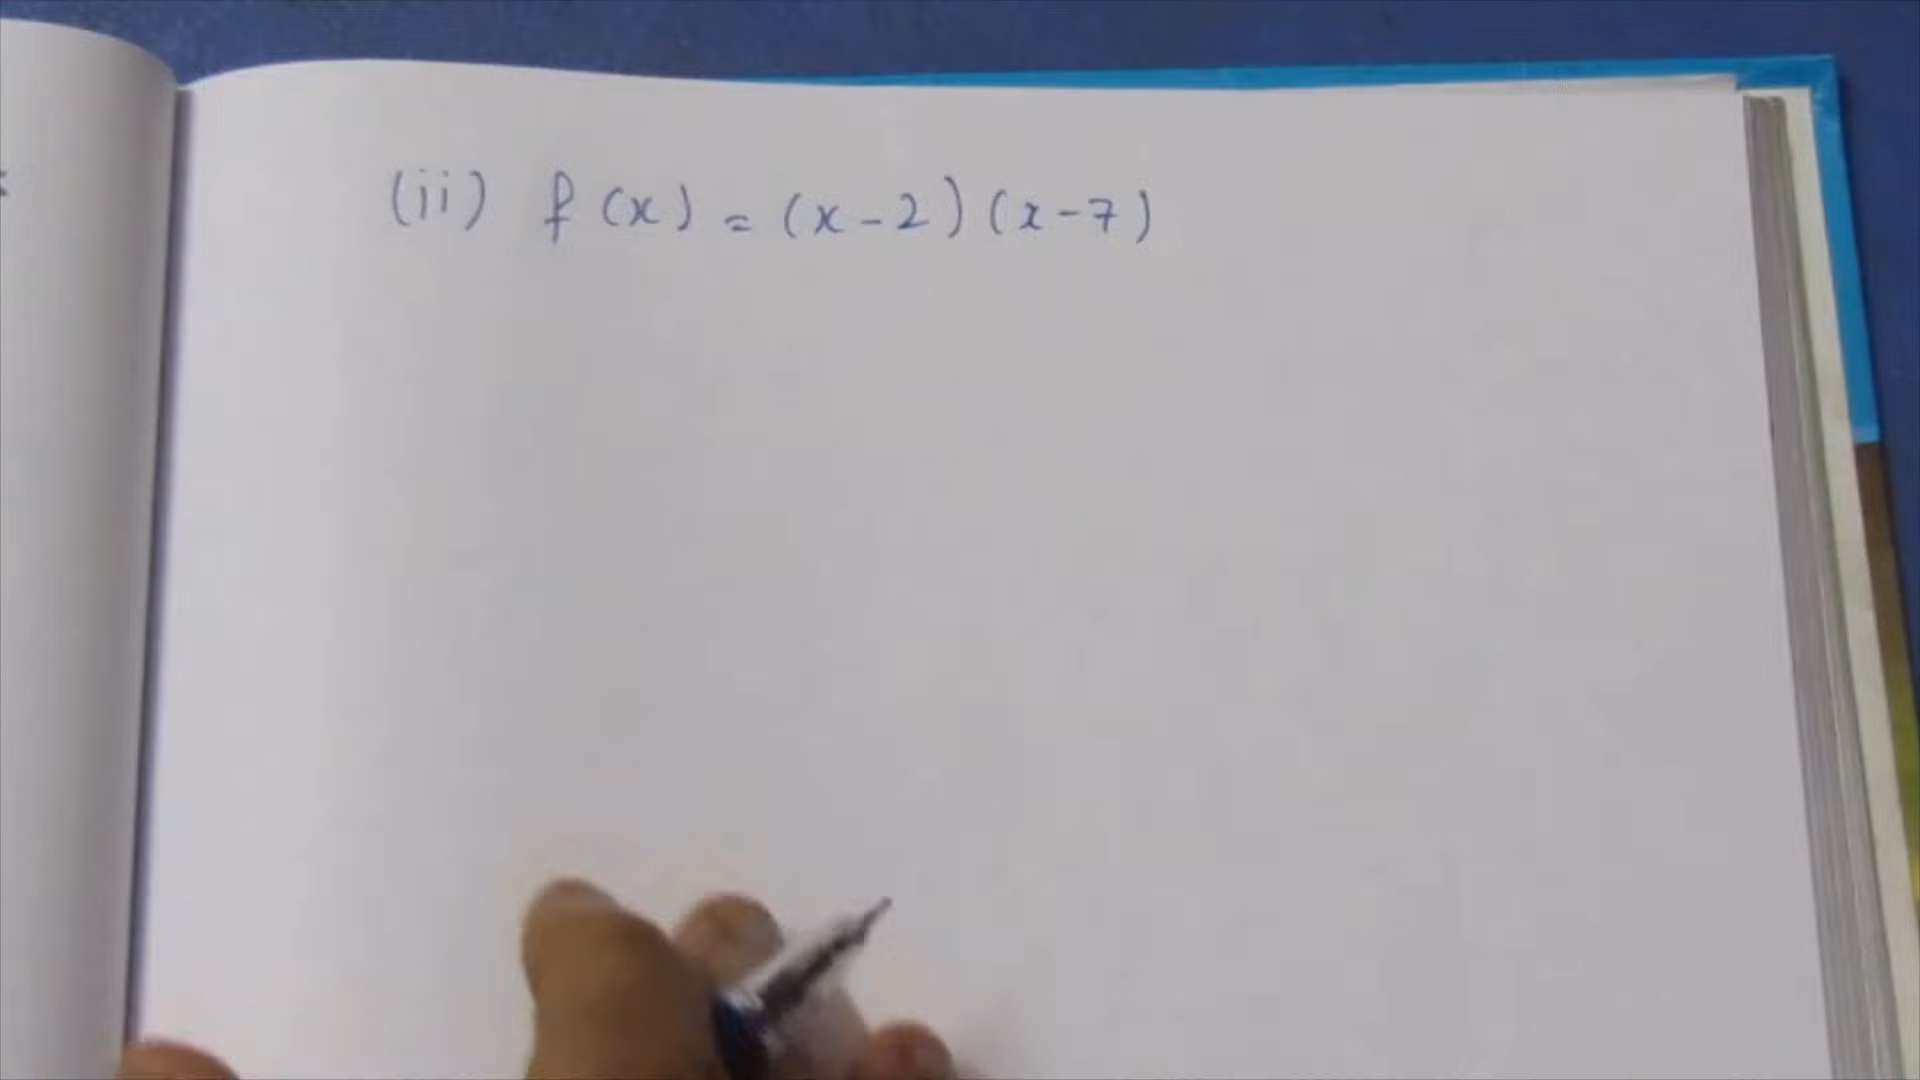 (ii) f(x) = (x-2)(x-7)